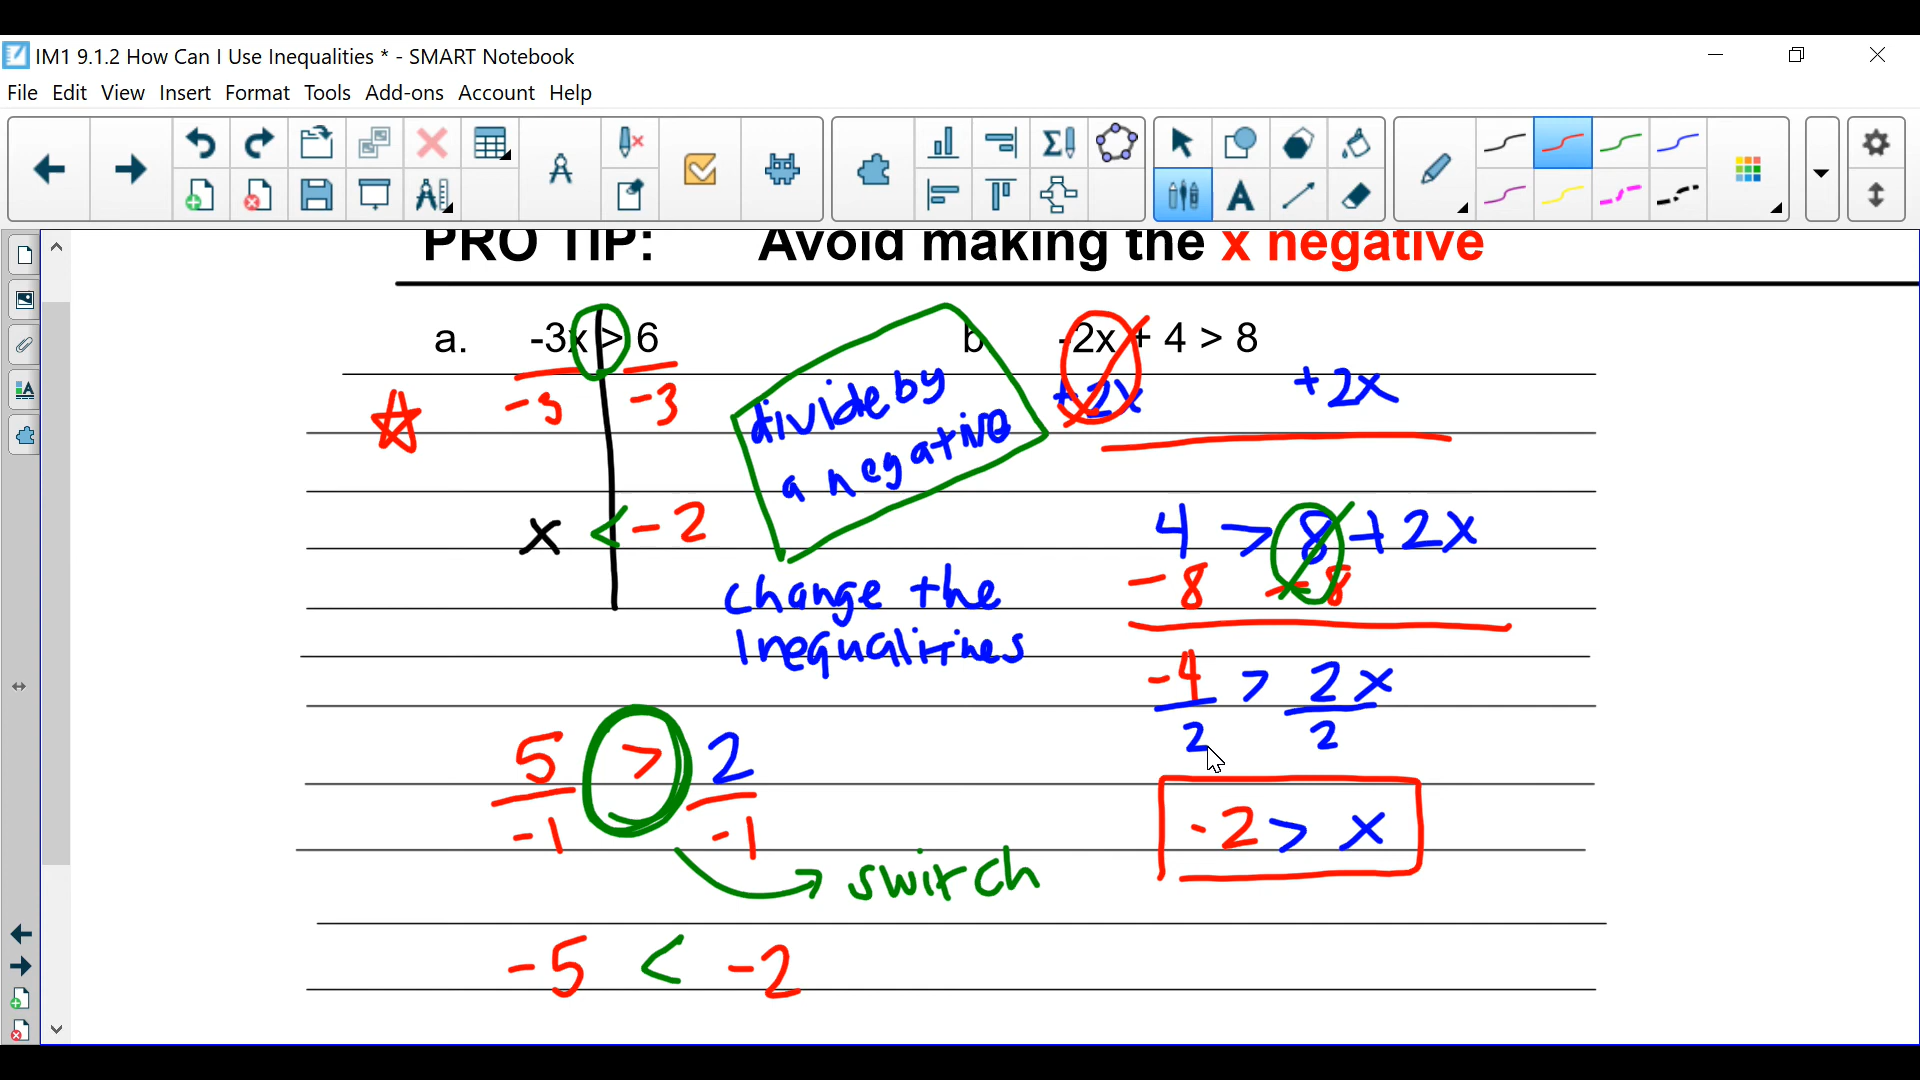 IM1 9.1.2 How Can I Use Inequalities * - SMART Notebook
File Edit View Insert Format Tools Add-ons Account Help
PRO TIP: Avoid making the x negative
a. -3x > 6
-3 -3
x < -2
divide by
a negative
change the
Inequalitines
5 > 2
-1 -1
switch
-5 < -2
b -2x + 4 > 8
+2x +2x
4 > 8 + 2x
-8 -8
-4 > 2x
2 2
-2 > x